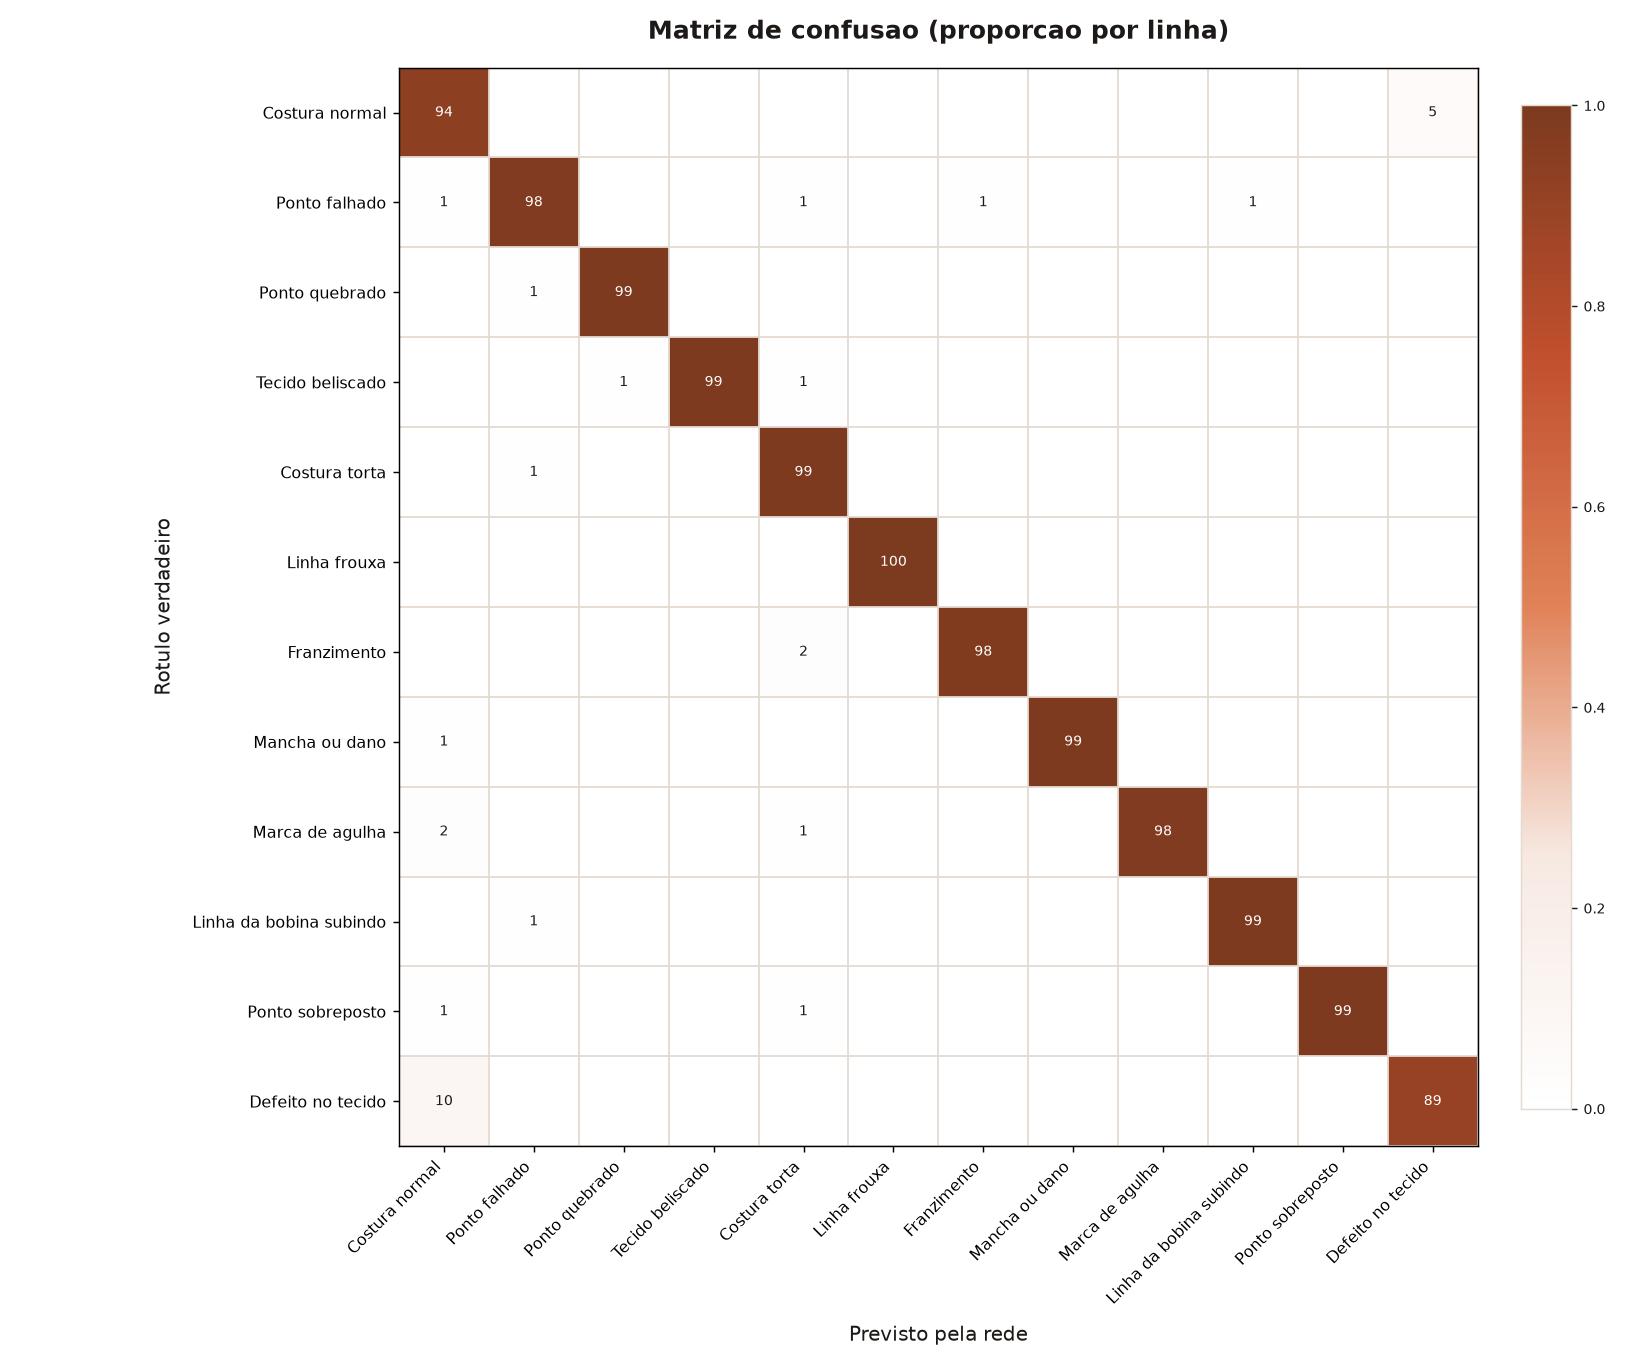 Matriz de confusao (proporcao por linha)
Costura normal 94 5
Ponto falhado 1 98 1 1 1
Ponto quebrado 1 99
Tecido beliscado 1 99 1
Costura torta 1 99
Linha frouxa 100
Franzimento 2 98
Mancha ou dano 1 99
Marca de agulha 2 1 98
Linha da bobina subindo 1 99
Ponto sobreposto 1 1 99
Defeito no tecido 10 89
Rotulo verdadeiro
Costura normal
Ponto falhado
Ponto quebrado
Tecido beliscado
Costura torta
Linha frouxa
Franzimento
Mancha ou dano
Marca de agulha
Linha da bobina subindo
Ponto sobreposto
Defeito no tecido
Previsto pela rede
1.0
0.8
0.6
0.4
0.2
0.0